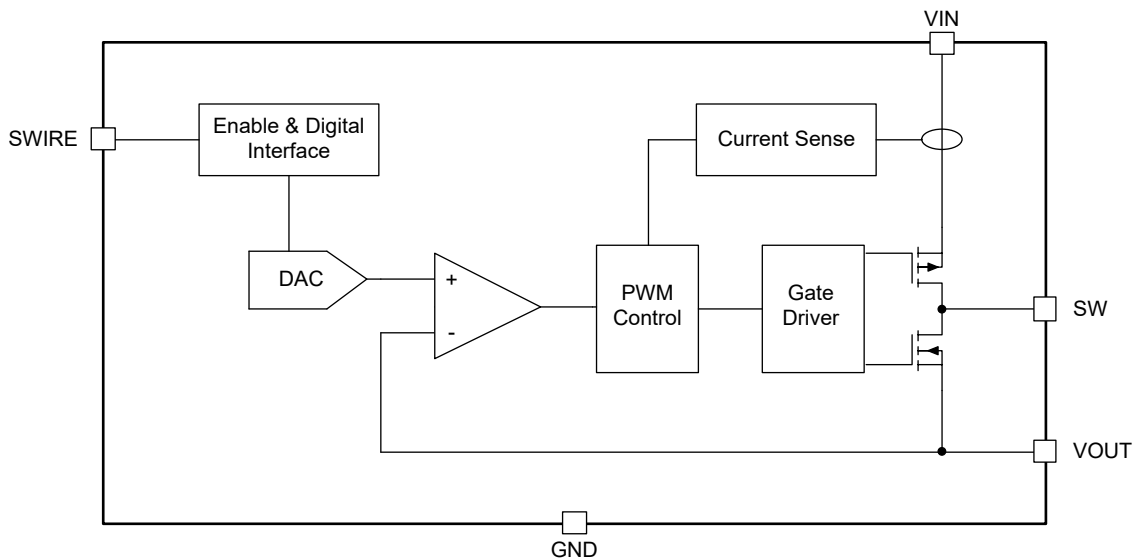 VIN
SWIRE
Enable & Digital
Interface
Current Sense
DAC
+
-
PWM
Control
Gate
Driver
SW
VOUT
GND